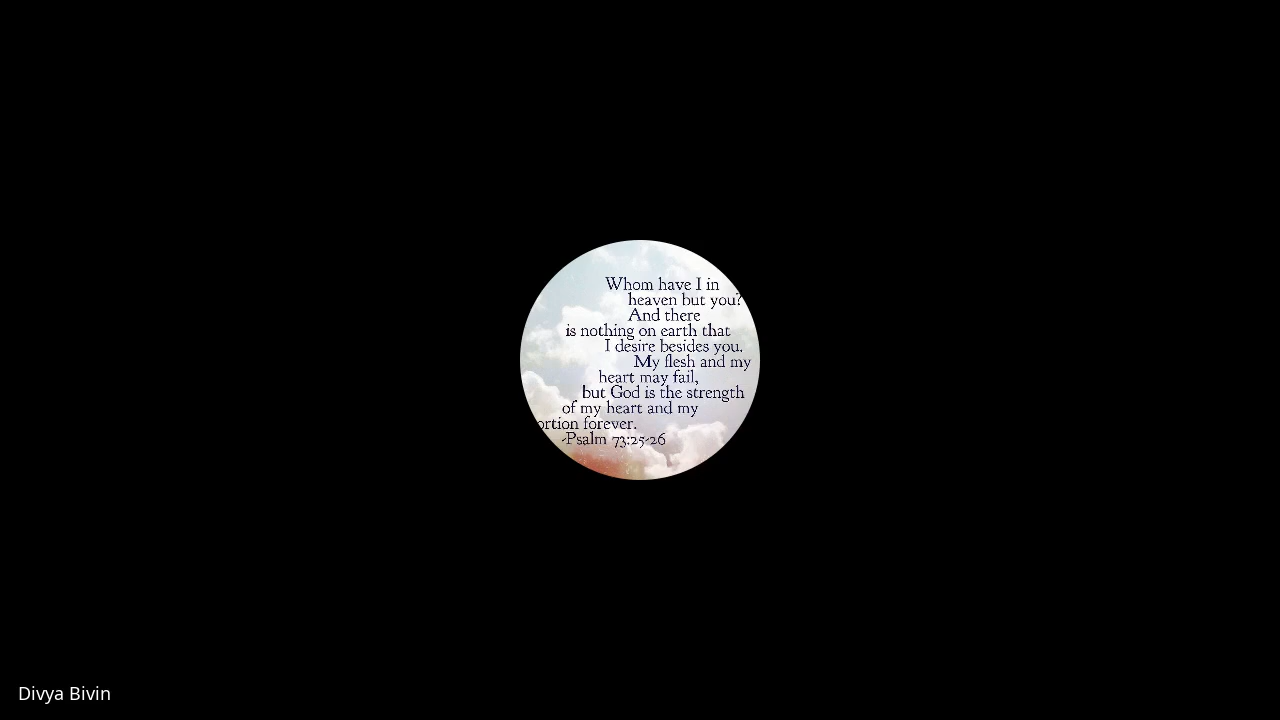 Whom have I in
heaven but you?
And there
is nothing on earth that
I desire besides you.
My flesh and my
heart may fail,
but God is the strength
of my heart and my
ortion forever.
-Psalm 73:25-26
Divya Bivin